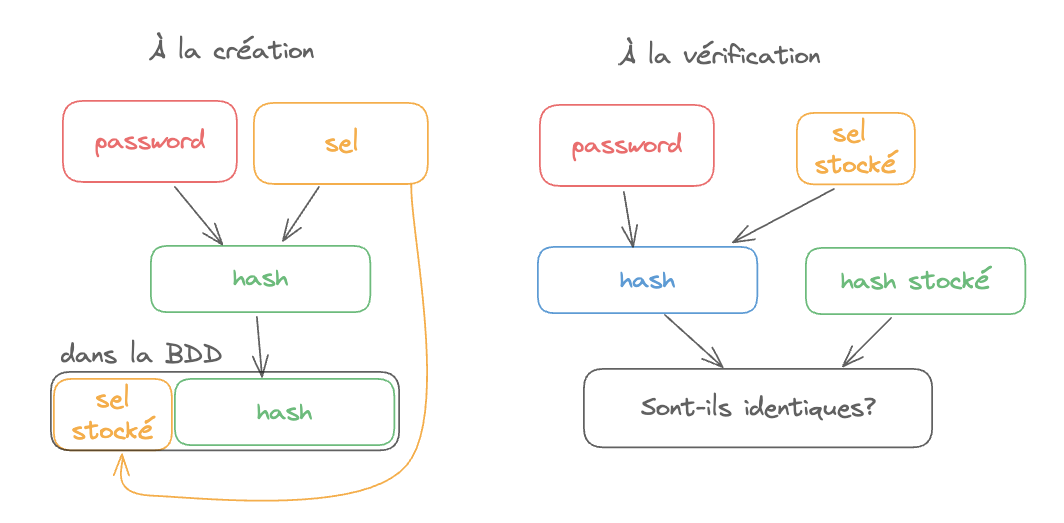 À la création
password
sel
hash
dans la BDD
sel
stocké
hash
À la vérification
password
sel
stocké
hash
hash stocké
Sont-ils identiques?